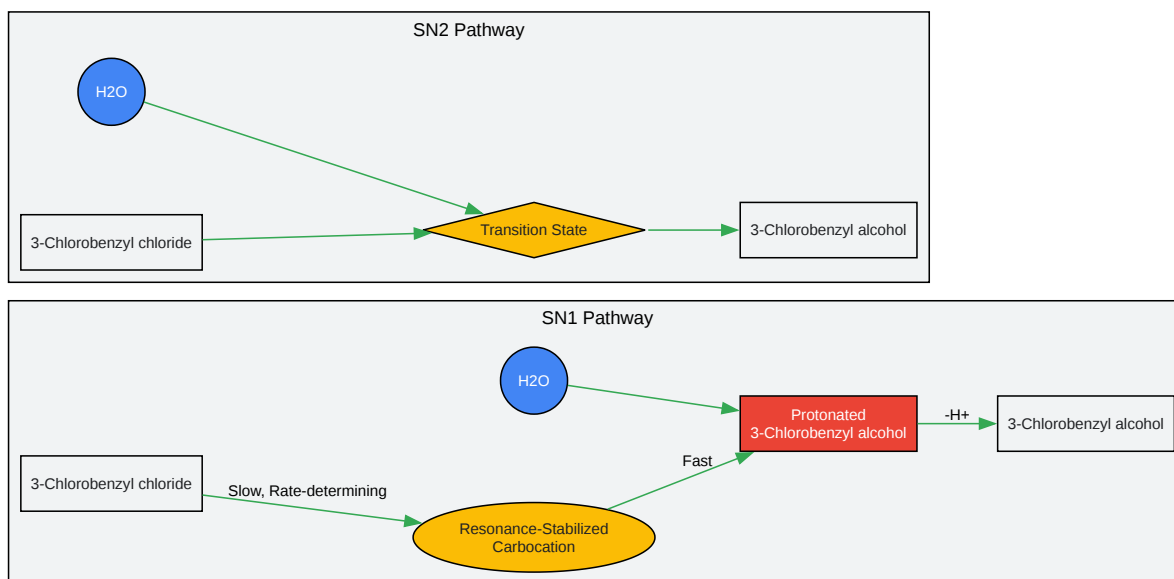 SN2 Pathway
H2O
3-Chlorobenzyl chloride
Transition State
3-Chlorobenzyl alcohol
SN1 Pathway
H2O
Protonated
3-Chlorobenzyl alcohol
-H+
3-Chlorobenzyl alcohol
Fast
3-Chlorobenzyl chloride
Slow, Rate-determining
Resonance-Stabilized
Carbocation